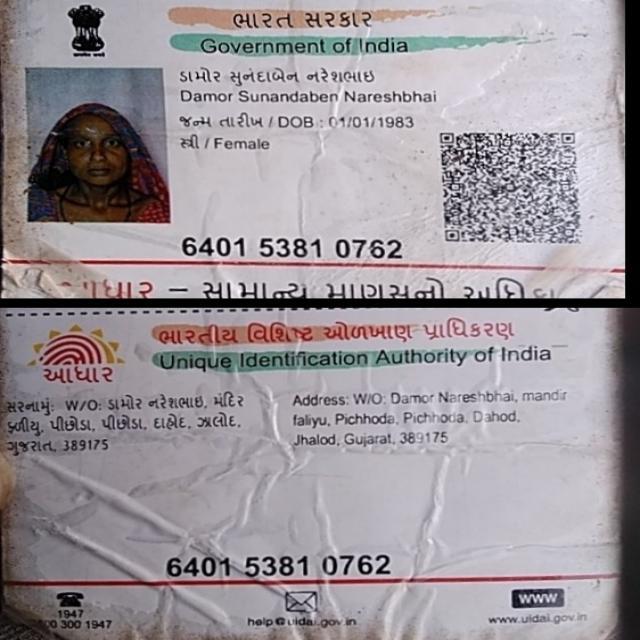 ભારત સરકાર
Government of India
ડામોર સુનંદાબેન નરેશભાઇ
Damor Sunandaben Nareshbhai
જન્મ તારીખ / DOB : 01/01/1983
સ્ત્રી / Female
6401 5381 0762
આધાર – સામાન્ય માણસનો અધિકાર
ભારતીય વિશિષ્ટ ઓળખાણ પ્રાધિકરણ
Unique Identification Authority of India
આધાર
સરનામું: W/O: ડામોર નરેશભાઇ, મંદિર
ફળીયુ, પીછોડા, પીછોડા, દાહોદ, ઝાલોદ,
ગુજરાત, 389175
Address: W/O: Damor Nareshbhai, mandir
faliyu, Pichhoda, Pichhoda, Dahod,
Jhalod, Gujarat, 389175
6401 5381 0762
1947
300 1947
help@uidai.gov.in
www
www.uidai.gov.in